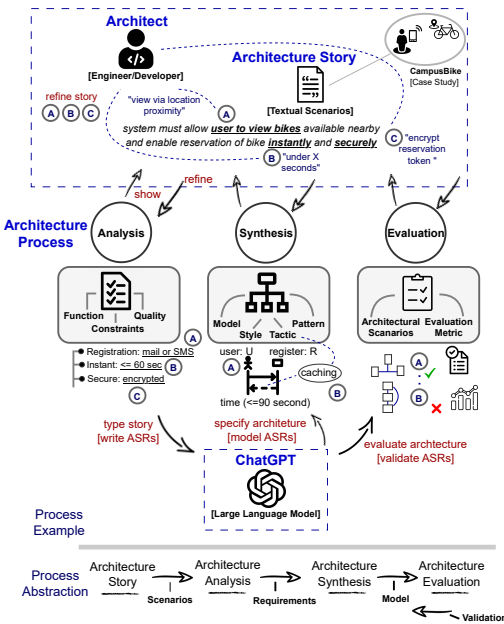 Architect
[Engineer/Developer]
Architecture Story
[Textual Scenarios]
CampusBike
[Case Study]
refine story
A B C
"view via location
proximity"
A
system must allow user to view bikes available nearby
and enable reservation of bike instantly and securely
C "encrypt
reservation
token "
B "under X
seconds"
show
refine
Architecture
Process
Analysis
Synthesis
Evaluation
Function
Quality
Constraints
Model
Style
Tactic
Pattern
Architectural
Scanarios
Evaluation
Metric
Registration: mail or SMS
A
Instant: <= 60 sec
B
Secure: encrypted
C
user: U
register: R
A
caching
B
time (<=90 second)
A
B
type story
[write ASRs]
specify architeture
[model ASRs]
evaluate archtecture
[validate ASRs]
ChatGPT
[Large Language Model]
Process
Example
Process
Abstraction
Architecture
Story
Scenarios
Architecture
Analysis
Requirements
Architecture
Synthesis
Model
Architecture
Evaluation
Validation